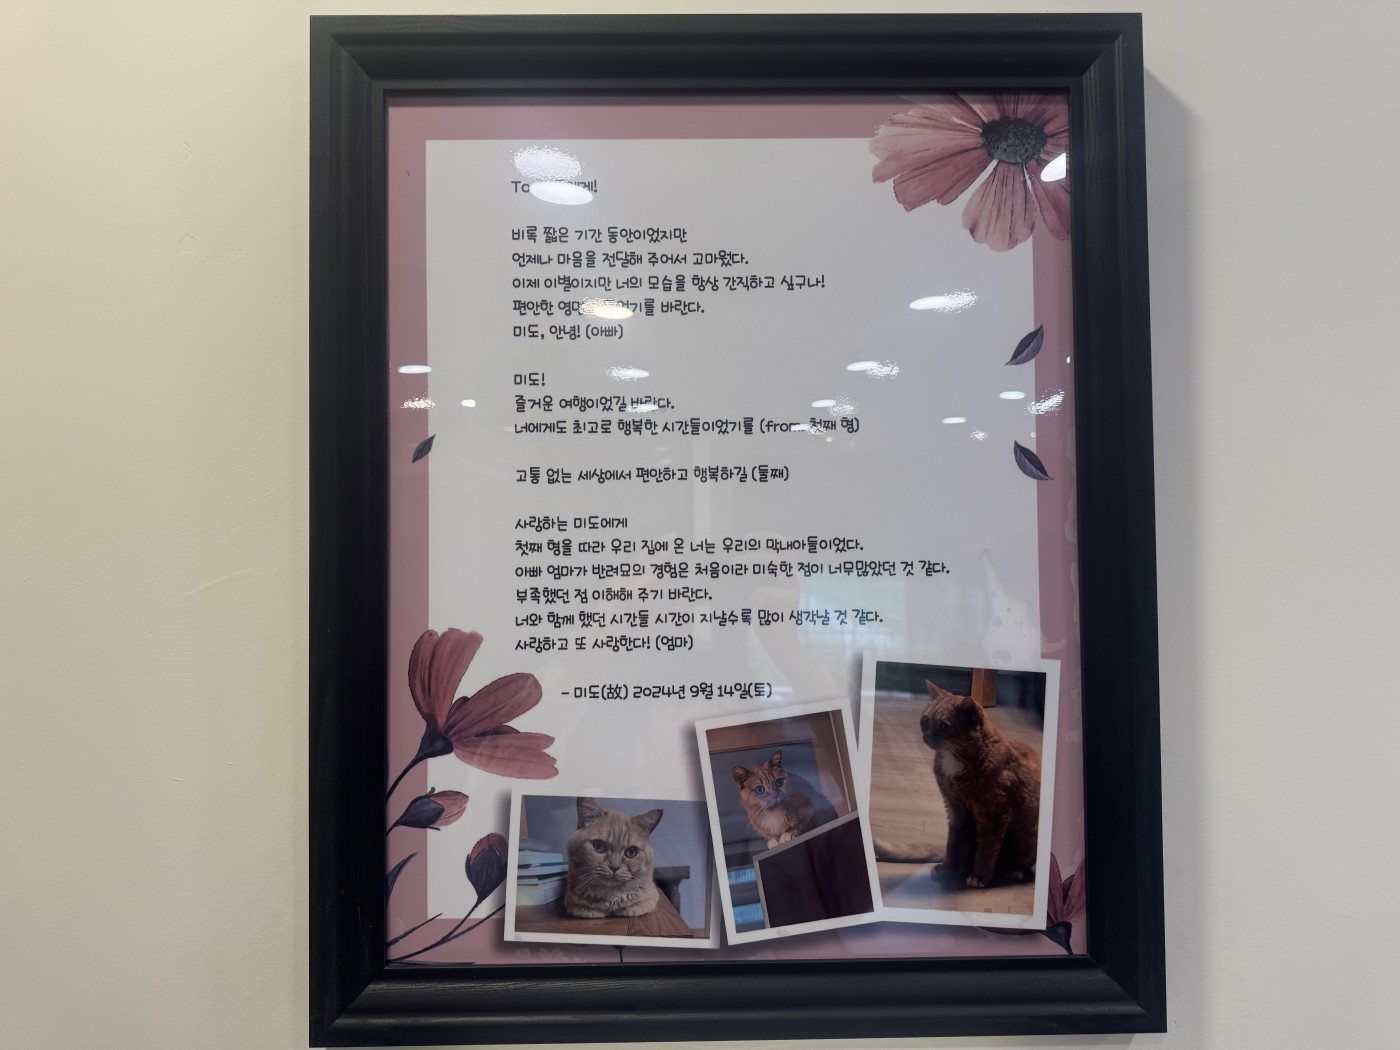 To
비록 짧은 기간 동안이었지만
언제나 마음을 전달해 주어서 고마웠다.
이제 이별이지만 너의 모습을 항상 간직하고 싶구나!
편안한 바란다.
미도, 안녕! (아빠)
미도!
즐거운 여행이었길 바란다.
너에게도 최고로 행복한 시간들이었기를 (from. 첫째 형)
고통 없는 세상에서 편안하고 행복하길 (둘째)
사랑하는 미도에게
첫째 형을 따라 우리 집에 온 너는 우리의 막내아들이었다.
아빠 엄마가 반려묘의 경험은 처음이라 미숙한 점이 너무많았던 것 같다.
부족했던 점 이해해 주기 바란다.
너와 함께 했던 시간들 시간이 지날수록 많이 생각날 것 같다.
사랑하고 또 사랑한다! (엄마)
- 미도(故) 2024년 9월 14일(토)